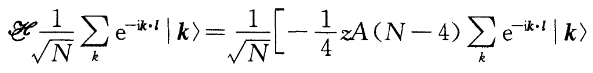 ℋ 1/√N ∑_k e^{-ik·l} | k⟩ = 1/√N [ − 1/4 zA(N−4) ∑_k e^{-ik·l} | k⟩